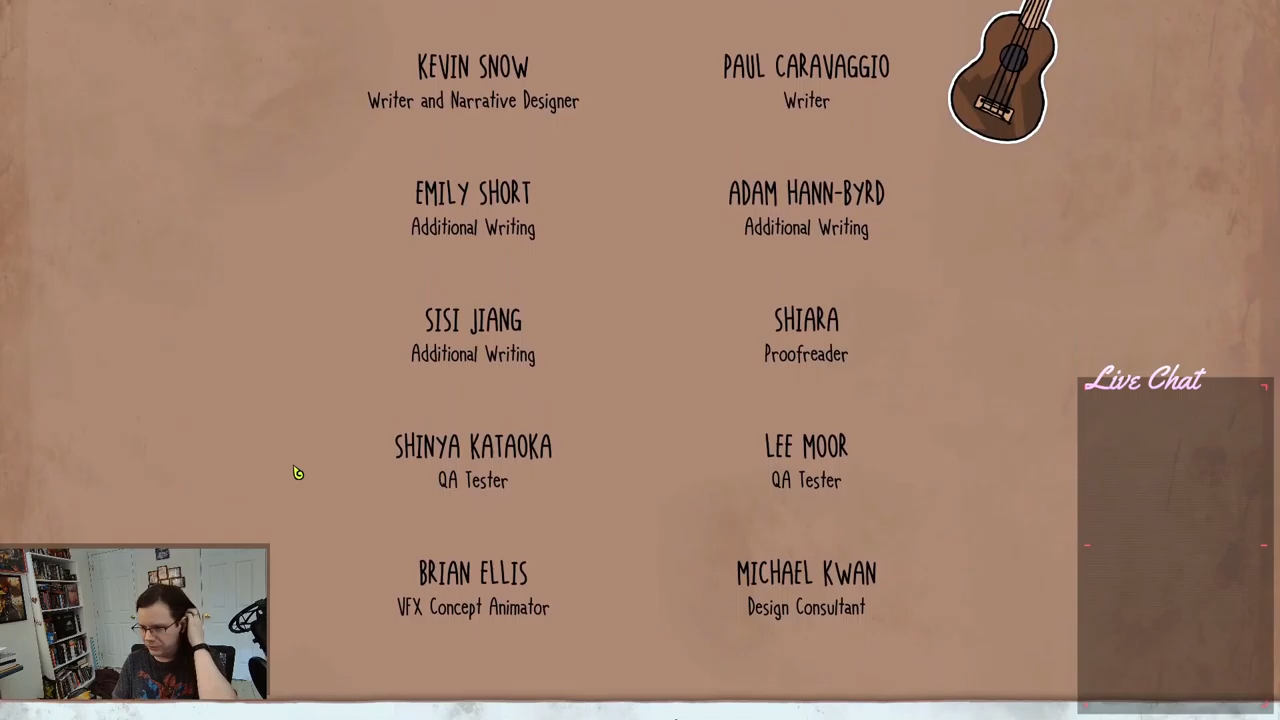 KEVIN SNOW
Writer and Narrative Designer
PAUL CARAVAGGIO
Writer
EMILY SHORT
Additional Writing
ADAM HANN-BYRD
Additional Writing
SISI JIANG
Additional Writing
SHIARA
Proofreader
SHINYA KATAOKA
QA Tester
LEE MOOR
QA Tester
BRIAN ELLIS
VFX Concept Animator
MICHAEL KWAN
Design Consultant
Live Chat